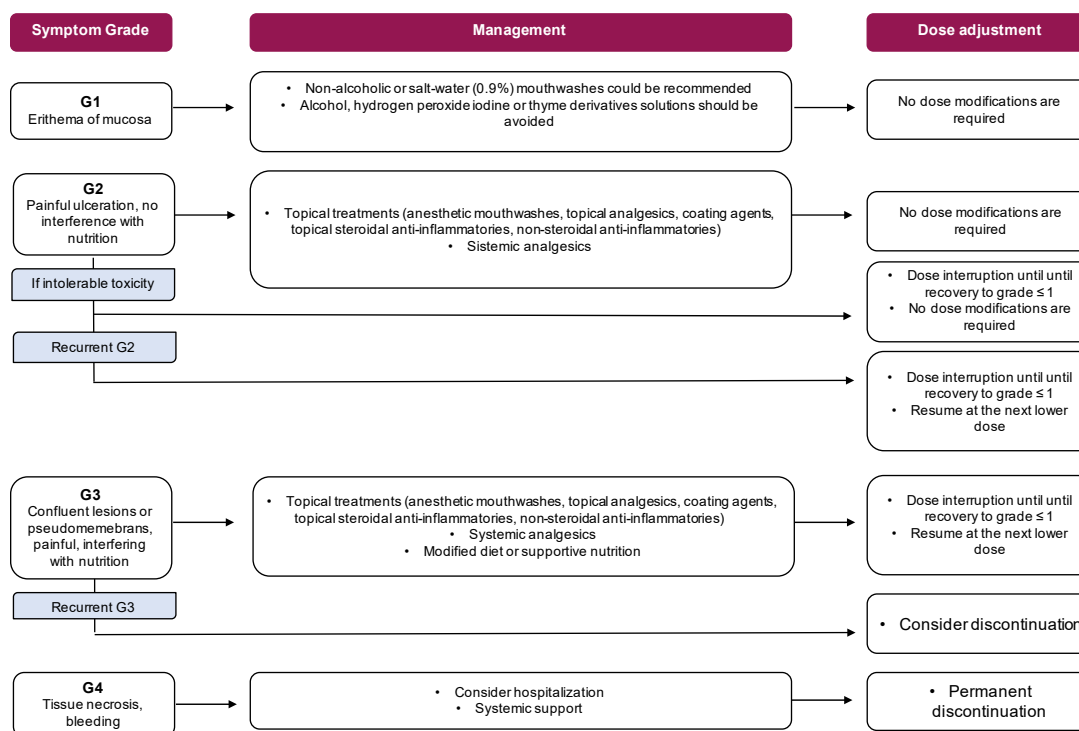 Symptom Grade
Management
Dose adjustment
G1
Erithema of mucosa
• Non-alcoholic or salt-water (0.9%) mouthwashes could be recommended
• Alcohol, hydrogen peroxide iodine or thyme derivatives solutions should be
avoided
No dose modifications are
required
G2
Painful ulceration, no
interference with
nutrition
• Topical treatments (anesthetic mouthwashes, topical analgesics, coating agents,
topical steroidal anti-inflammatories, non-steroidal anti-inflammatories)
• Sistemic analgesics
No dose modifications are
required
If intolerable toxicity
• Dose interruption until until
recovery to grade ≤ 1
• No dose modifications are
required
Recurrent G2
• Dose interruption until until
recovery to grade ≤ 1
• Resume at the next lower
dose
G3
Confluent lesions or
pseudomemebrans,
painful, interfering
with nutrition
• Topical treatments (anesthetic mouthwashes, topical analgesics, coating agents,
topical steroidal anti-inflammatories, non-steroidal anti-inflammatories)
• Systemic analgesics
• Modified diet or supportive nutrition
• Dose interruption until until
recovery to grade ≤ 1
• Resume at the next lower
dose
Recurrent G3
• Consider discontinuation
G4
Tissue necrosis,
bleeding
• Consider hospitalization
• Systemic support
• Permanent
discontinuation